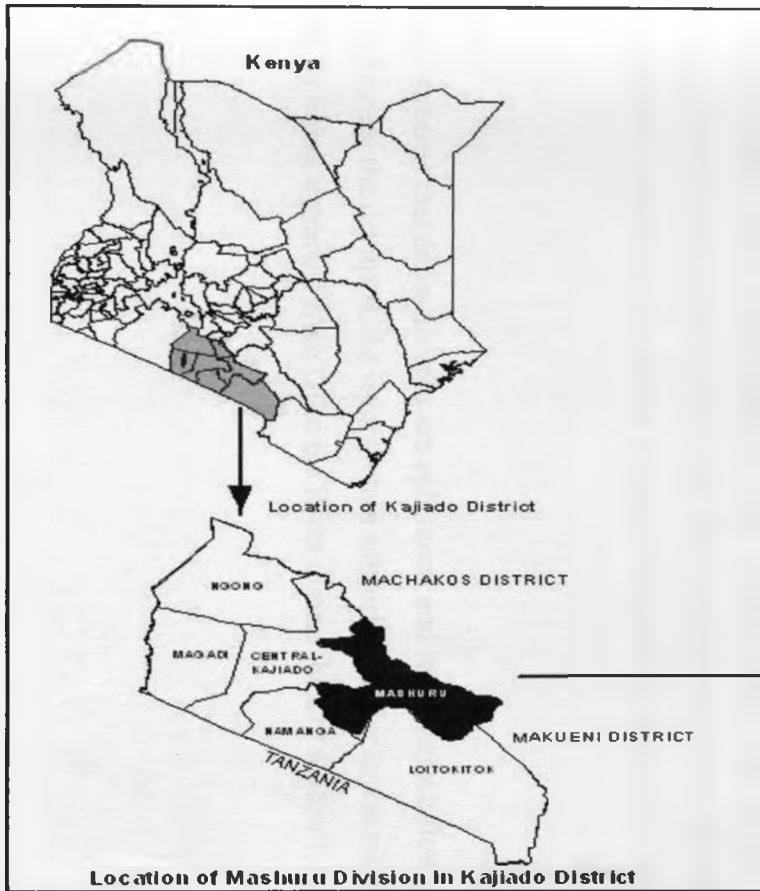 Kenya
Location of Kajiado District
NGONG
MACHAKOS DISTRICT
MAGADI
CENTRAL-
KAJIADO
MASHURU
NAMANGA
MAKUENI DISTRICT
TANZANIA
LOITOKITOK
Location of Mashuru Division In Kajiado District